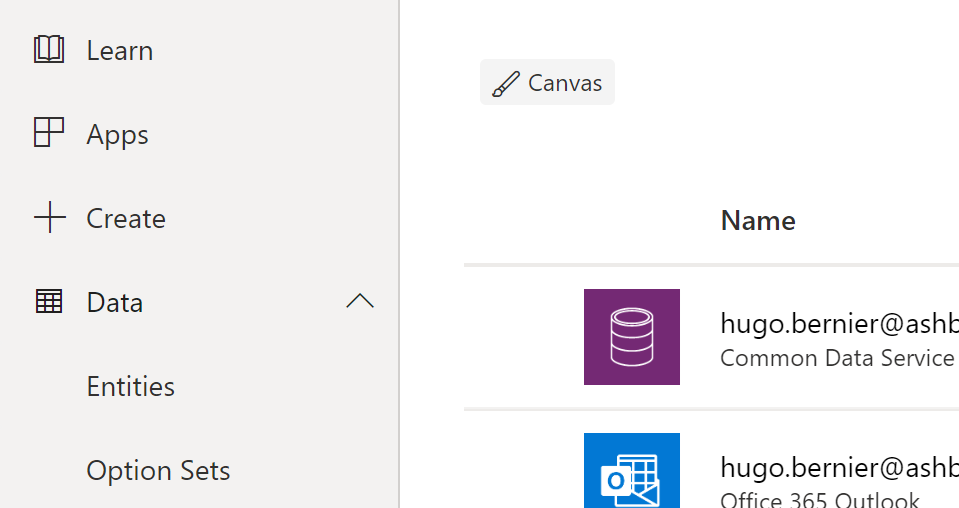 Learn
Apps
Create
Data
Entities
Option Sets
Canvas
Name
hugo.bernier@ashb
Common Data Service
hugo.bernier@ashb
Office 365 Outlook